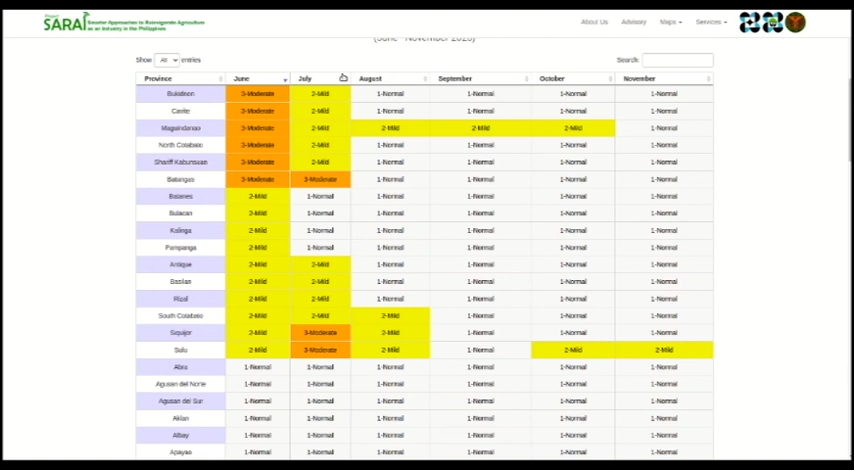 Project
SARAI Smarter Approaches to Reinvigorate Agriculture
as an Industry in the Philippines
About Us Advisory Maps Services
(June - November 2020)
Show All entries Search:
Province June July August September October November
Bukidnon 3-Moderate 2-Mild 1-Normal 1-Normal 1-Normal 1-Normal
Cavite 3-Moderate 2-Mild 1-Normal 1-Normal 1-Normal 1-Normal
Maguindanao 3-Moderate 2-Mild 2-Mild 2-Mild 2-Mild 1-Normal
North Cotabato 3-Moderate 2-Mild 1-Normal 1-Normal 1-Normal 1-Normal
Shariff Kabunsuan 3-Moderate 2-Mild 1-Normal 1-Normal 1-Normal 1-Normal
Batangas 3-Moderate 3-Moderate 1-Normal 1-Normal 1-Normal 1-Normal
Batanes 2-Mild 1-Normal 1-Normal 1-Normal 1-Normal 1-Normal
Bulacan 2-Mild 1-Normal 1-Normal 1-Normal 1-Normal 1-Normal
Kalinga 2-Mild 1-Normal 1-Normal 1-Normal 1-Normal 1-Normal
Pampanga 2-Mild 1-Normal 1-Normal 1-Normal 1-Normal 1-Normal
Antique 2-Mild 2-Mild 1-Normal 1-Normal 1-Normal 1-Normal
Basilan 2-Mild 2-Mild 1-Normal 1-Normal 1-Normal 1-Normal
Rizal 2-Mild 2-Mild 1-Normal 1-Normal 1-Normal 1-Normal
South Cotabato 2-Mild 2-Mild 2-Mild 1-Normal 1-Normal 1-Normal
Siquijor 2-Mild 3-Moderate 2-Mild 1-Normal 1-Normal 1-Normal
Sulu 2-Mild 3-Moderate 2-Mild 1-Normal 2-Mild 2-Mild
Abra 1-Normal 1-Normal 1-Normal 1-Normal 1-Normal 1-Normal
Agusan del Norte 1-Normal 1-Normal 1-Normal 1-Normal 1-Normal 1-Normal
Agusan del Sur 1-Normal 1-Normal 1-Normal 1-Normal 1-Normal 1-Normal
Aklan 1-Normal 1-Normal 1-Normal 1-Normal 1-Normal 1-Normal
Albay 1-Normal 1-Normal 1-Normal 1-Normal 1-Normal 1-Normal
Apayao 1-Normal 1-Normal 1-Normal 1-Normal 1-Normal 1-Normal